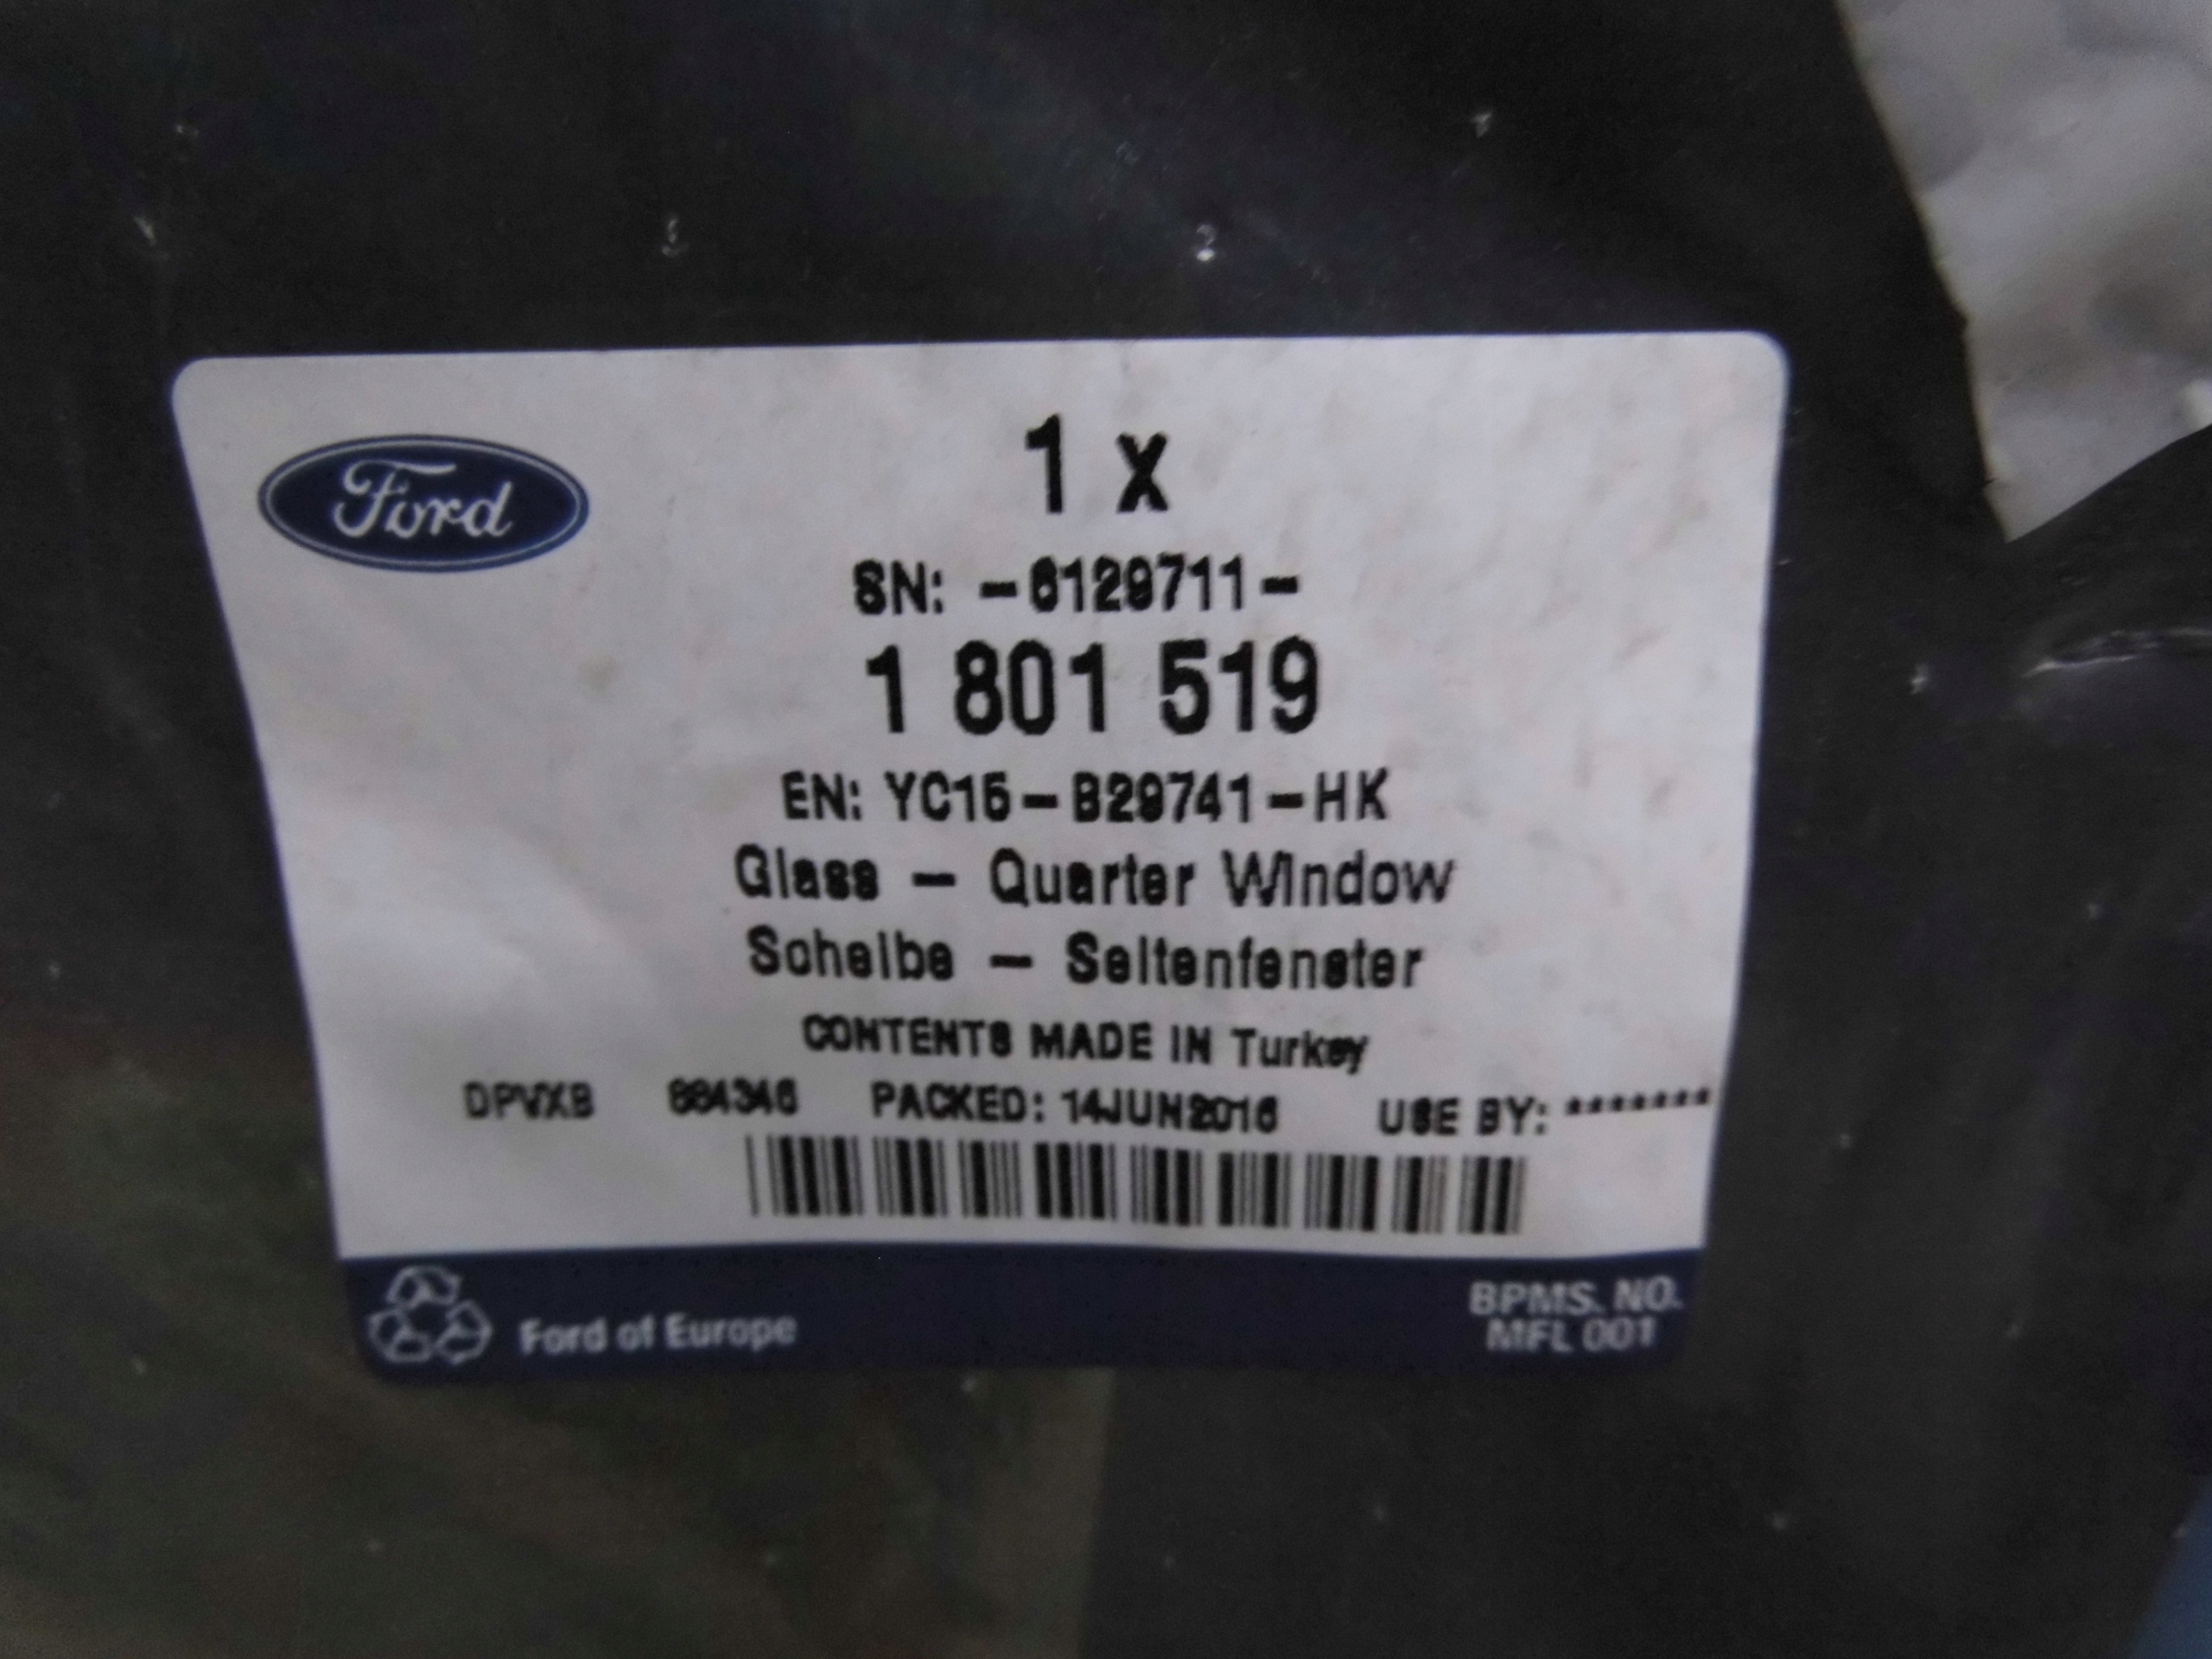 Ford
1 x
SN: -6129711-
1 801 519
EN: YC15-B29741-HK
Glass - Quarter Window
Scheibe - Seitenfenster
CONTENTS MADE IN Turkey
DPVXB 884346 PACKED: 14JUN2016 USE BY: *******
Ford of Europe
BPMS. NO.
MFL 001